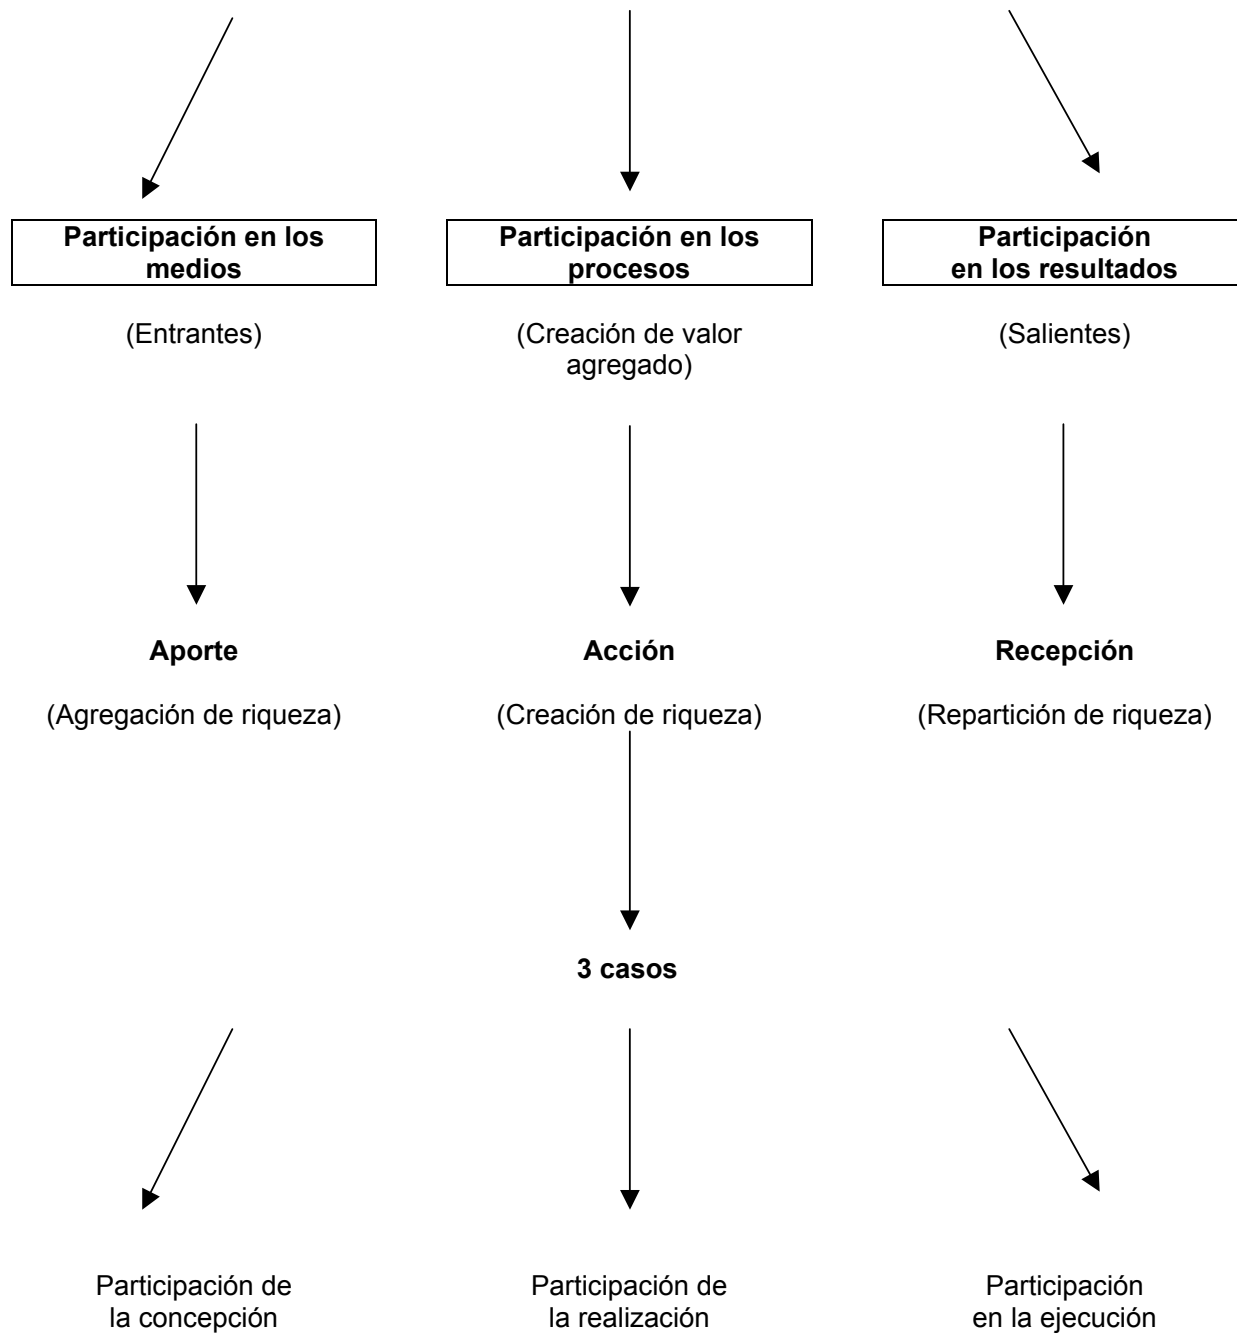 Participación en los
medios
Participación en los
procesos
Participación
en los resultados
(Entrantes)
(Creación de valor
agregado)
(Salientes)
Aporte
Acción
Recepción
(Agregación de riqueza)
(Creación de riqueza)
(Repartición de riqueza)
3 casos
Participación de
la concepción
Participación de
la realización
Participación
en la ejecución